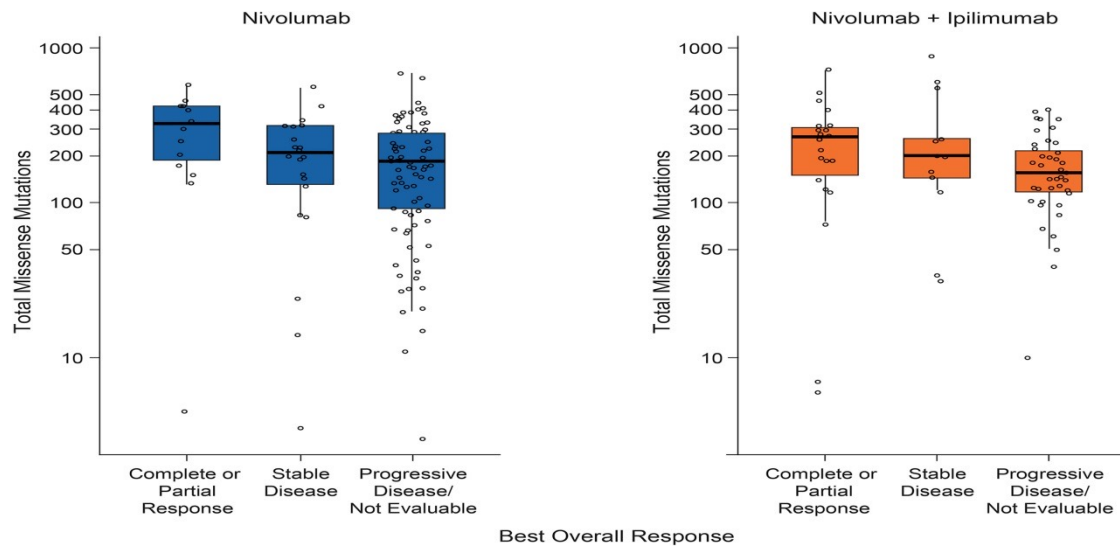 Nivolumab
Total Missense Mutations
1000
500
400
300
200
100
50
10
Complete or
Partial
Response
Stable
Disease
Progressive
Disease/
Not Evaluable
Nivolumab + Ipilimumab
Total Missense Mutations
1000
500
400
300
200
100
50
10
Complete or
Partial
Response
Stable
Disease
Progressive
Disease/
Not Evaluable
Best Overall Response